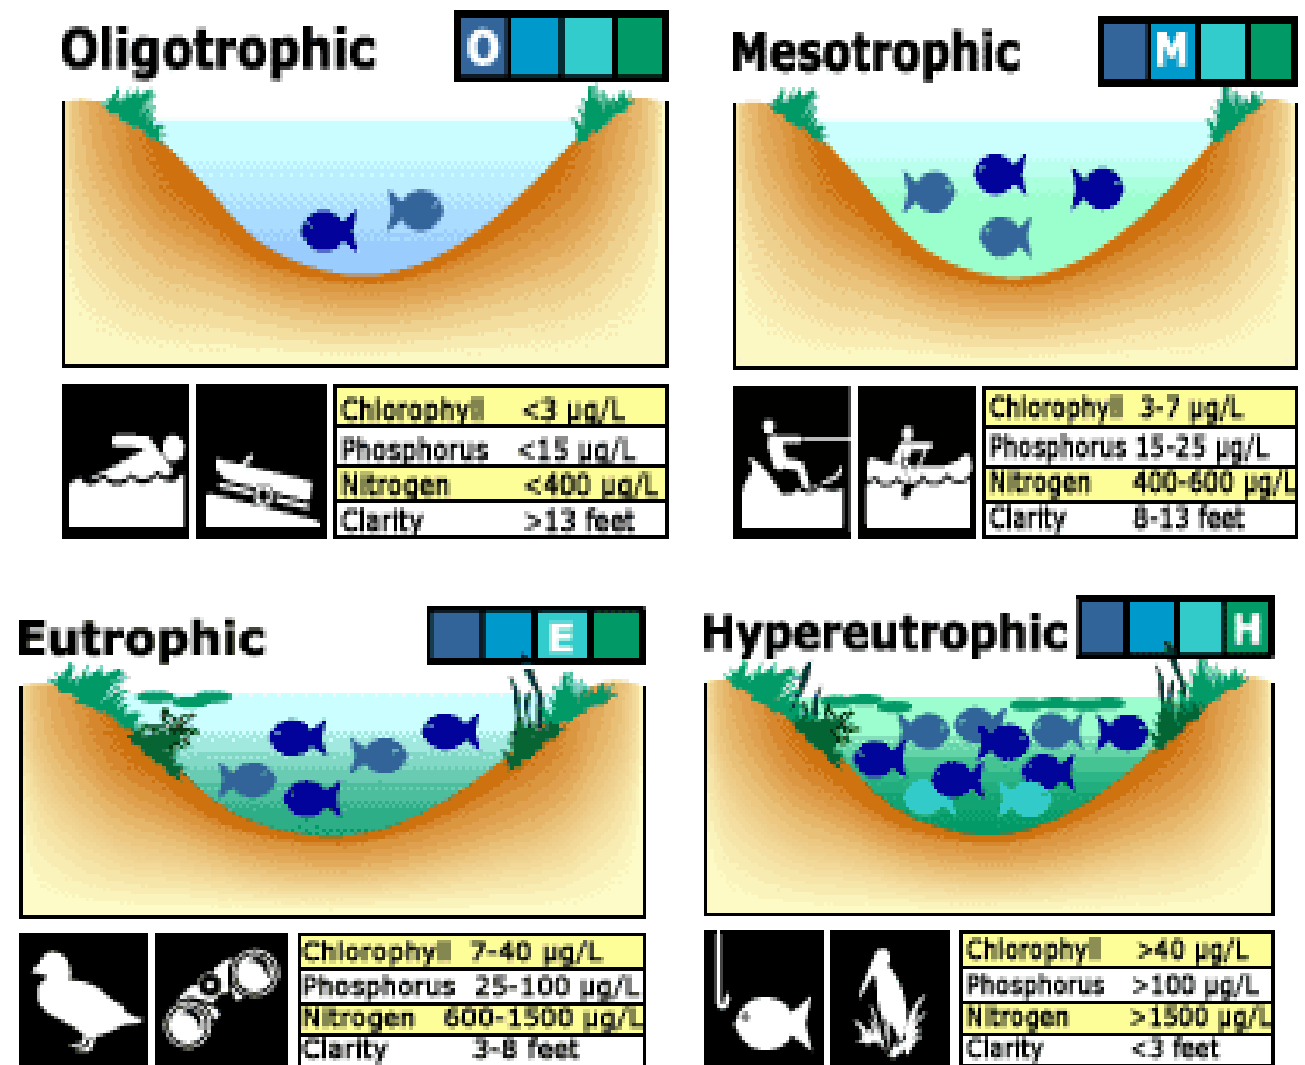 Oligotrophic O
Chlorophyll <3 µg/L
Phosphorus <15 µg/L
Nitrogen <400 µg/L
Clarity >13 feet
Mesotrophic M
Chlorophyll 3-7 µg/L
Phosphorus 15-25 µg/L
Nitrogen 400-600 µg/L
Clarity 8-13 feet
Eutrophic E
Chlorophyll 7-40 µg/L
Phosphorus 25-100 µg/L
Nitrogen 600-1500 µg/L
Clarity 3-8 feet
Hypereutrophic H
Chlorophyll >40 µg/L
Phosphorus >100 µg/L
Nitrogen >1500 µg/L
Clarity <3 feet